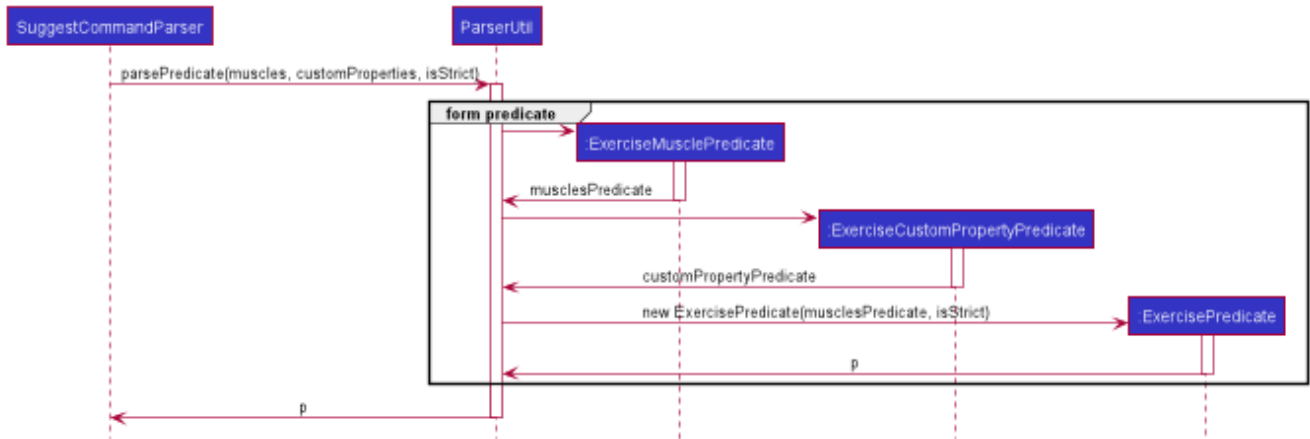 SuggestCommandParser
ParserUtil
parsePredicate(muscles, customProperties, isStrict)
form predicate
:ExerciseMusclePredicate
musclesPredicate
:ExerciseCustomPropertyPredicate
customPropertyPredicate
new ExercisePredicate(musclesPredicate, isStrict)
:ExercisePredicate
p
p